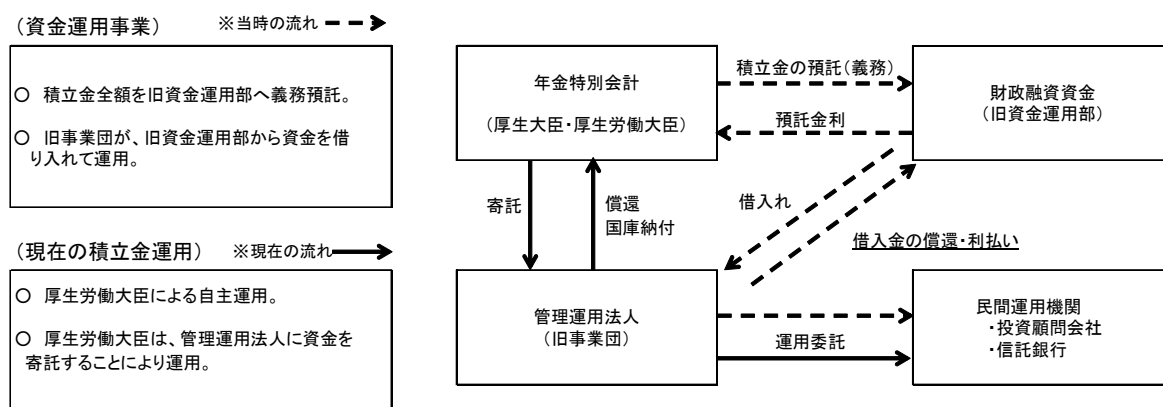 (資金運用事業) ※当時の流れ
○ 積立金全額を旧資金運用部へ義務預託。
○ 旧事業団が、旧資金運用部から資金を借
り入れて運用。
(現在の積立金運用) ※現在の流れ
○ 厚生労働大臣による自主運用。
○ 厚生労働大臣は、管理運用法人に資金を
寄託することにより運用。
年金特別会計
(厚生大臣・厚生労働大臣)
積立金の預託(義務)
預託金利
財政融資資金
(旧資金運用部)
寄託
償還
国庫納付
借入れ
借入金の償還・利払い
管理運用法人
(旧事業団)
運用委託
民間運用機関
・投資顧問会社
・信託銀行